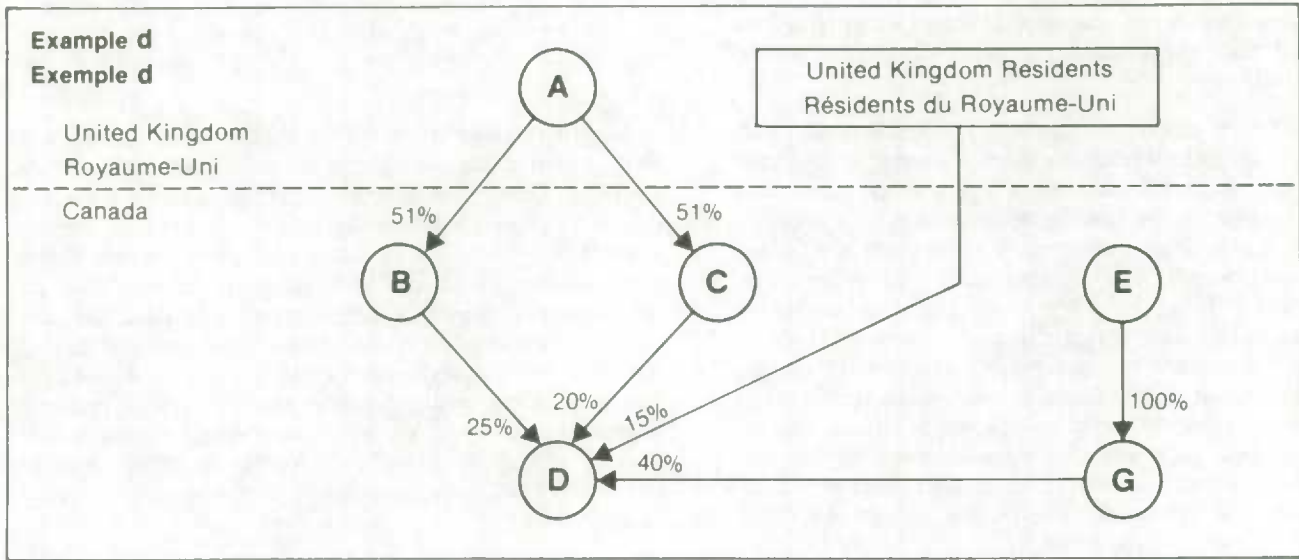 Example d
Exemple d
A
United Kingdom Residents
Résidents du Royaume-Uni
United Kingdom
Royaume-Uni
Canada
51%
51%
B
C
E
20%
15%
100%
25%
40%
D
G